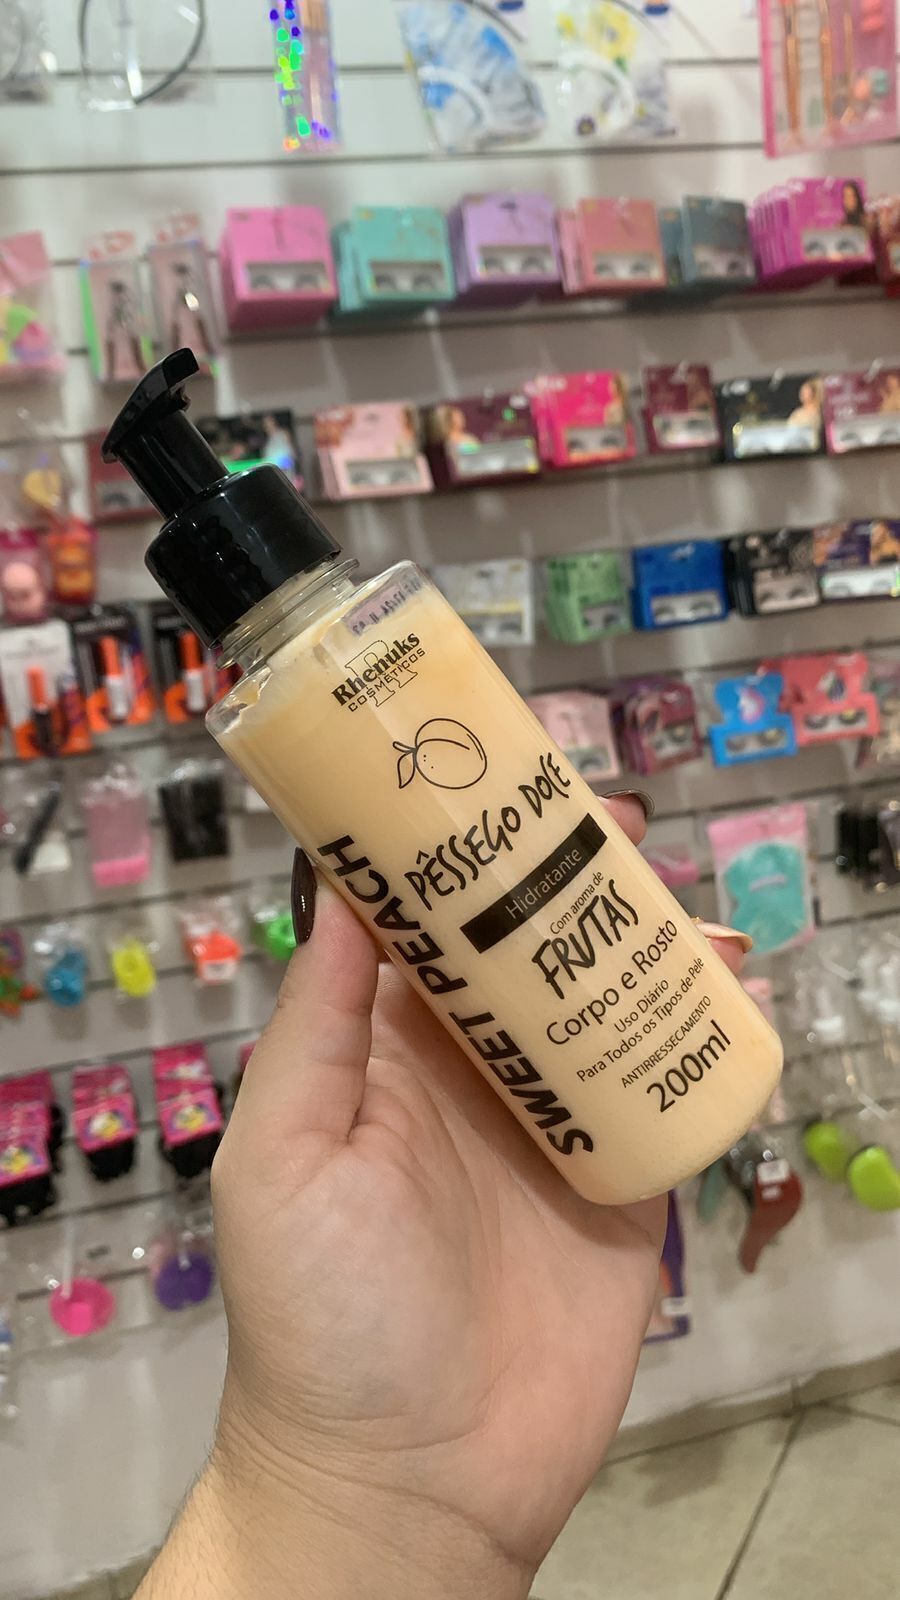 Rhenuks
COSMÉTICOS
PÊSSEGO DOCE
Hidratante
Com aroma de
FRUTAS
Corpo e Rosto
Uso Diário
Para Todos os Tipos de Pele
ANTIRRESSECAMENTO
200ml
SWEET PEACH